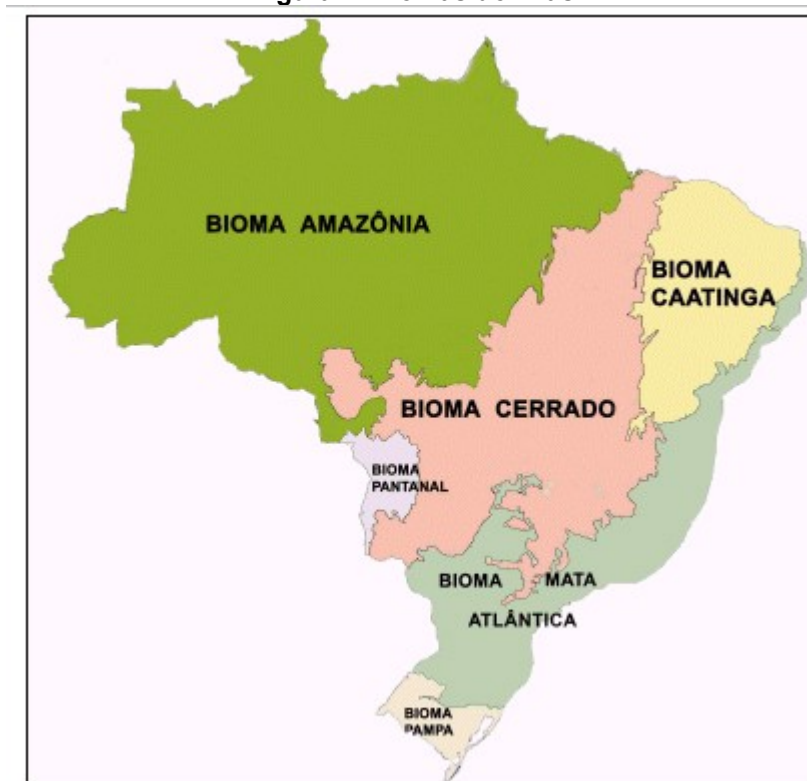 BIOMA AMAZÔNIA
BIOMA
CAATINGA
BIOMA CERRADO
BIOMA
PANTANAL
BIOMA MATA
ATLÂNTICA
BIOMA
PAMPA